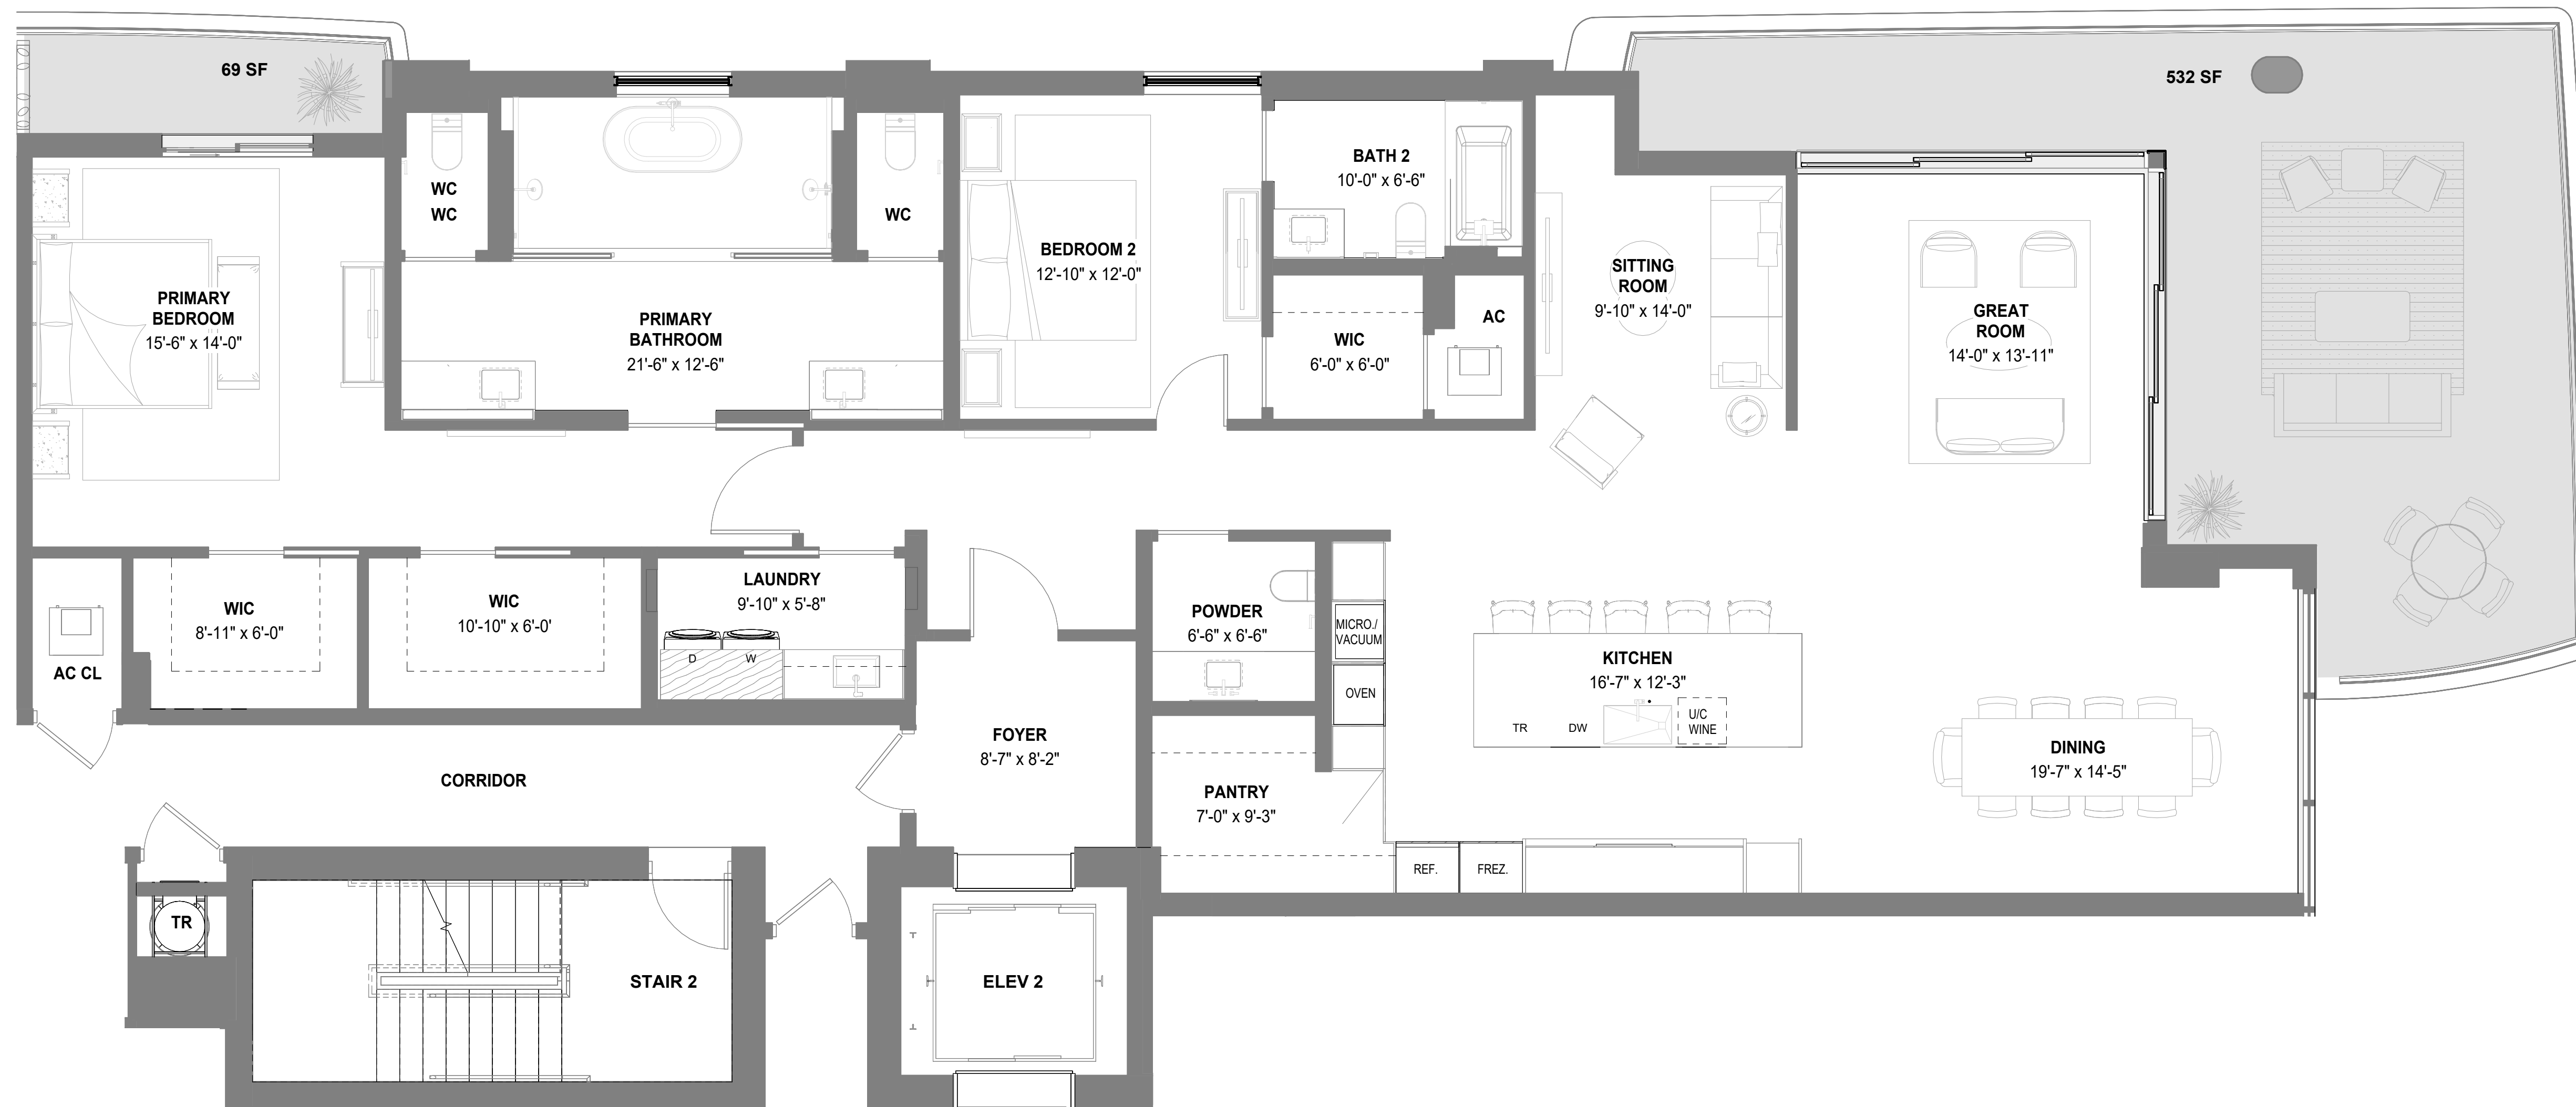 69 SF
532 SF
WC
WC
WC
BATH 2
10'-0" x 6'-6"
BEDROOM 2
12'-10" x 12'-0"
PRIMARY
BEDROOM
15'-6" x 14'-0"
PRIMARY
BATHROOM
21'-6" x 12'-6"
WIC
6'-0" x 6'-0"
AC
SITTING
ROOM
9'-10" x 14'-0"
GREAT
ROOM
14'-0" x 13'-11"
AC CL
WIC
8'-11" x 6'-0"
WIC
10'-10" x 6'-0'
LAUNDRY
9'-10" x 5'-8"
D
W
POWDER
6'-6" x 6'-6"
MICRO./
VACUUM
OVEN
KITCHEN
16'-7" x 12'-3"
TR
DW
U/C
WINE
FOYER
8'-7" x 8'-2"
DINING
19'-7" x 14'-5"
CORRIDOR
PANTRY
7'-0" x 9'-3"
REF.
FREZ.
TR
STAIR 2
ELEV 2